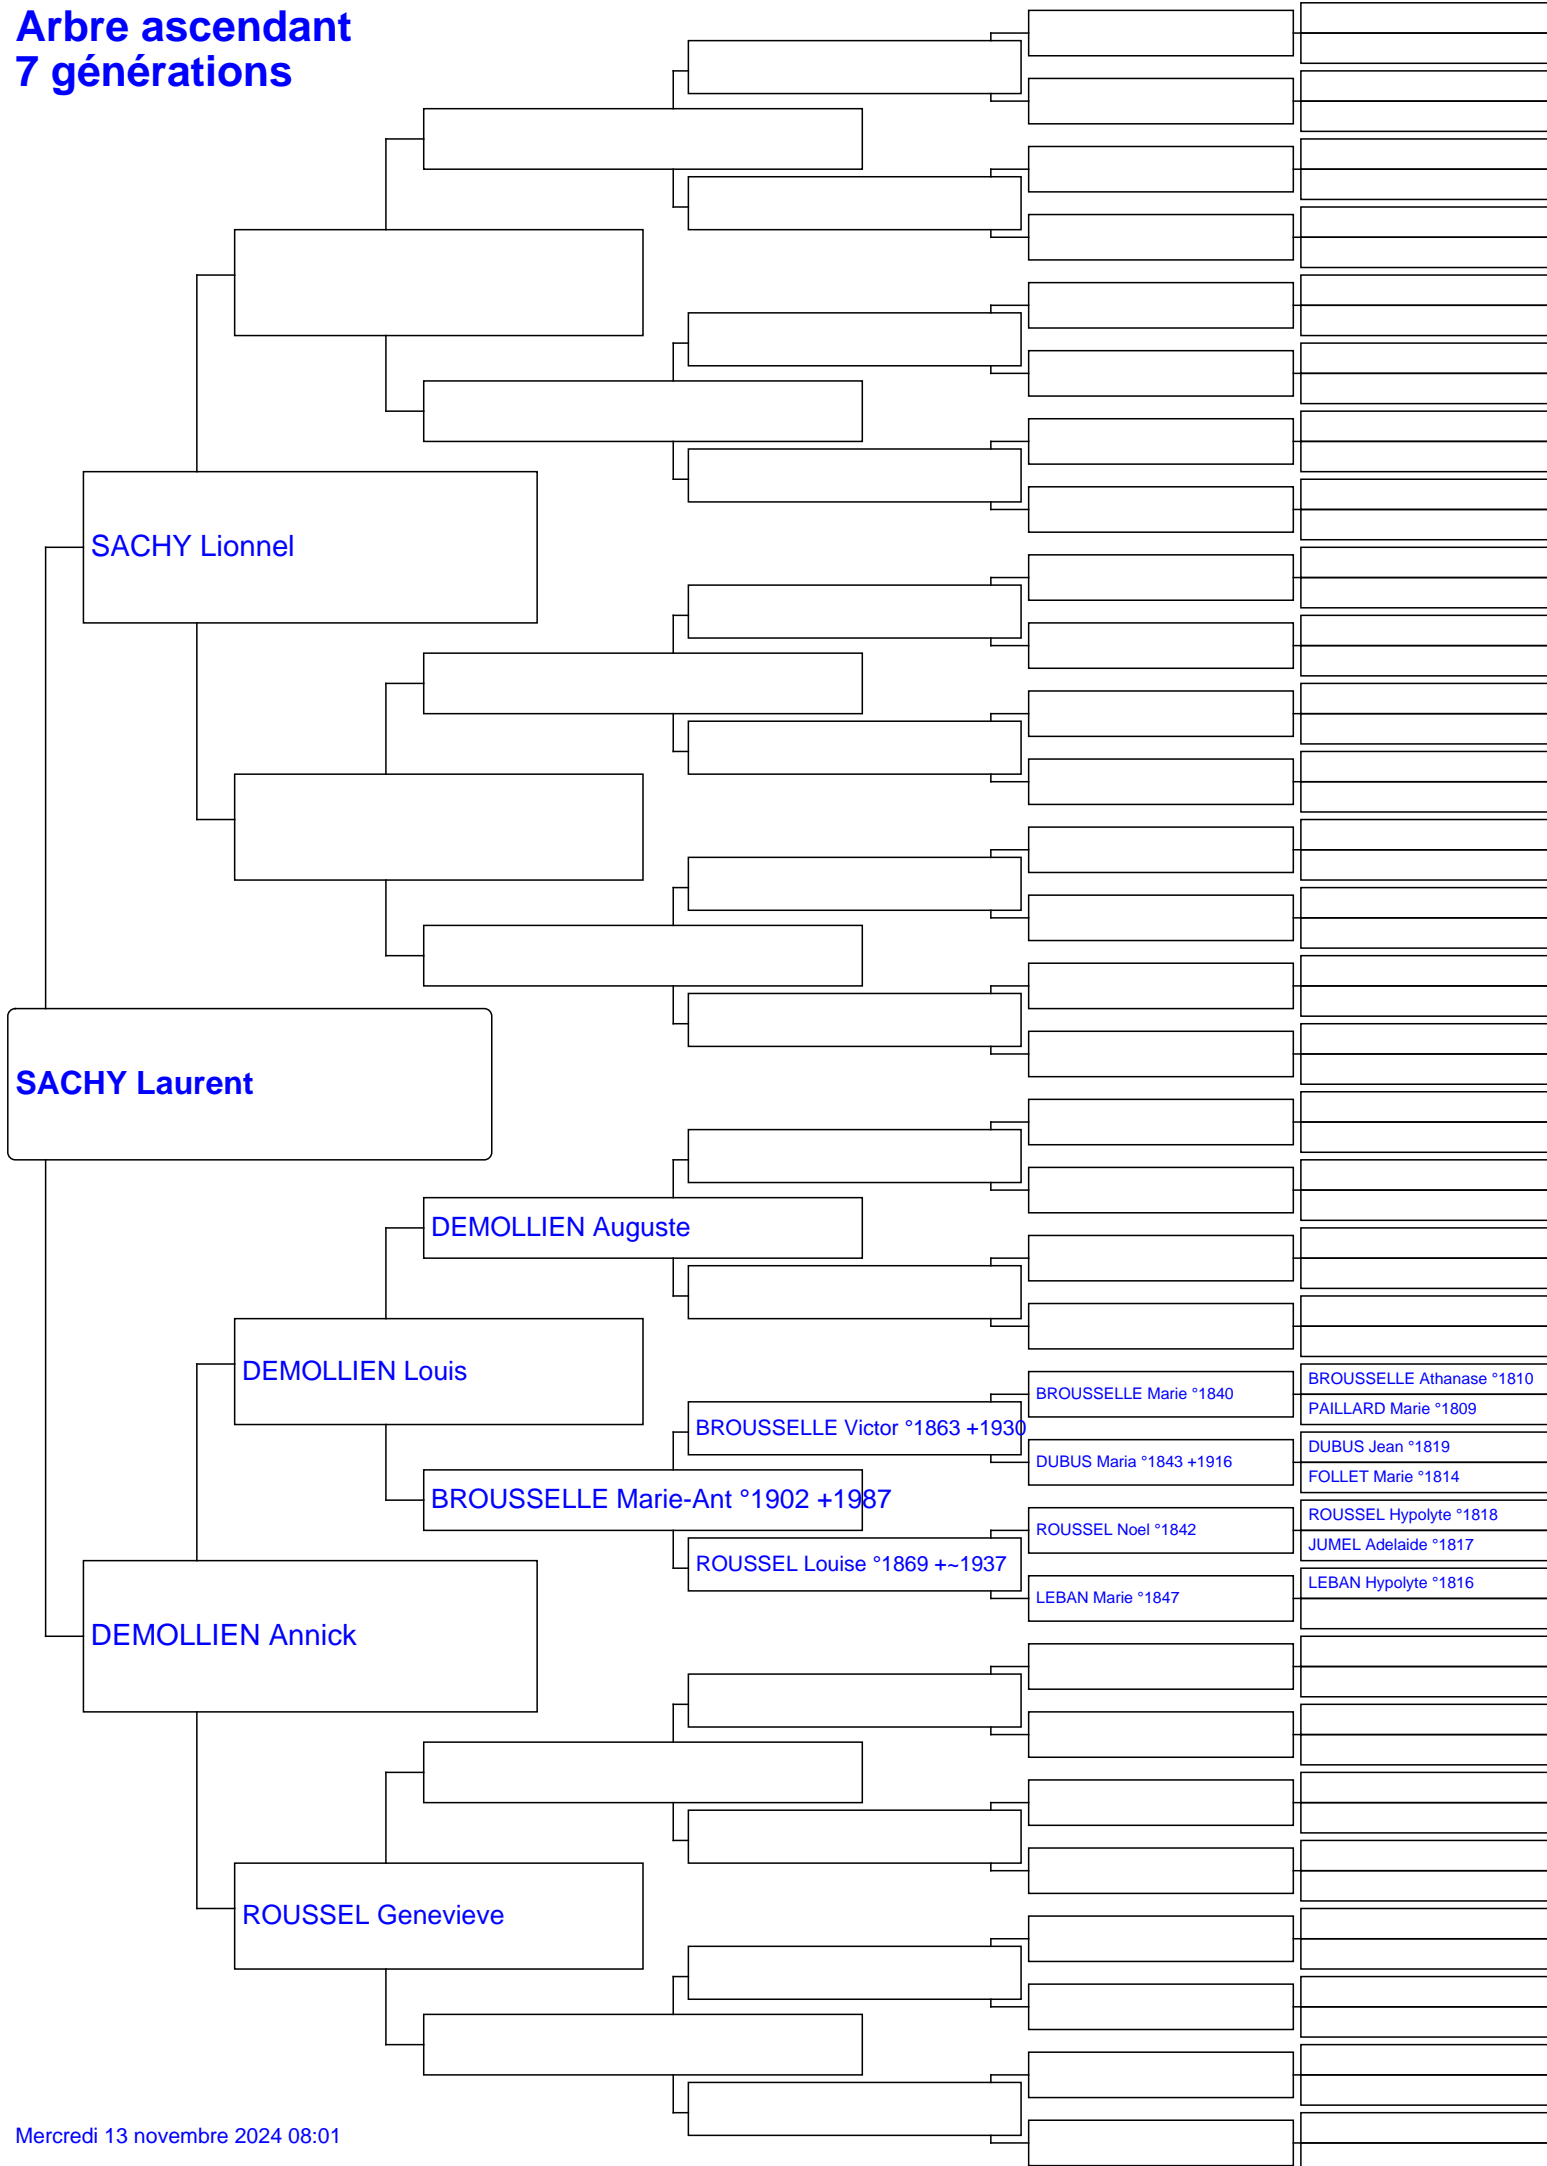 Arbre ascendant
7 générations
SACHY Lionnel
SACHY Laurent
DEMOLLIEN Auguste
DEMOLLIEN Louis
BROUSSELLE Marie °1840
BROUSSELLE Athanase °1810
PAILLARD Marie °1809
BROUSSELLE Victor °1863 +1930
DUBUS Maria °1843 +1916
DUBUS Jean °1819
FOLLET Marie °1814
BROUSSELLE Marie-Ant °1902 +1987
ROUSSEL Noel °1842
ROUSSEL Hypolyte °1818
JUMEL Adelaide °1817
ROUSSEL Louise °1869 +~1937
LEBAN Marie °1847
LEBAN Hypolyte °1816
DEMOLLIEN Annick
ROUSSEL Genevieve
Mercredi 13 novembre 2024 08:01